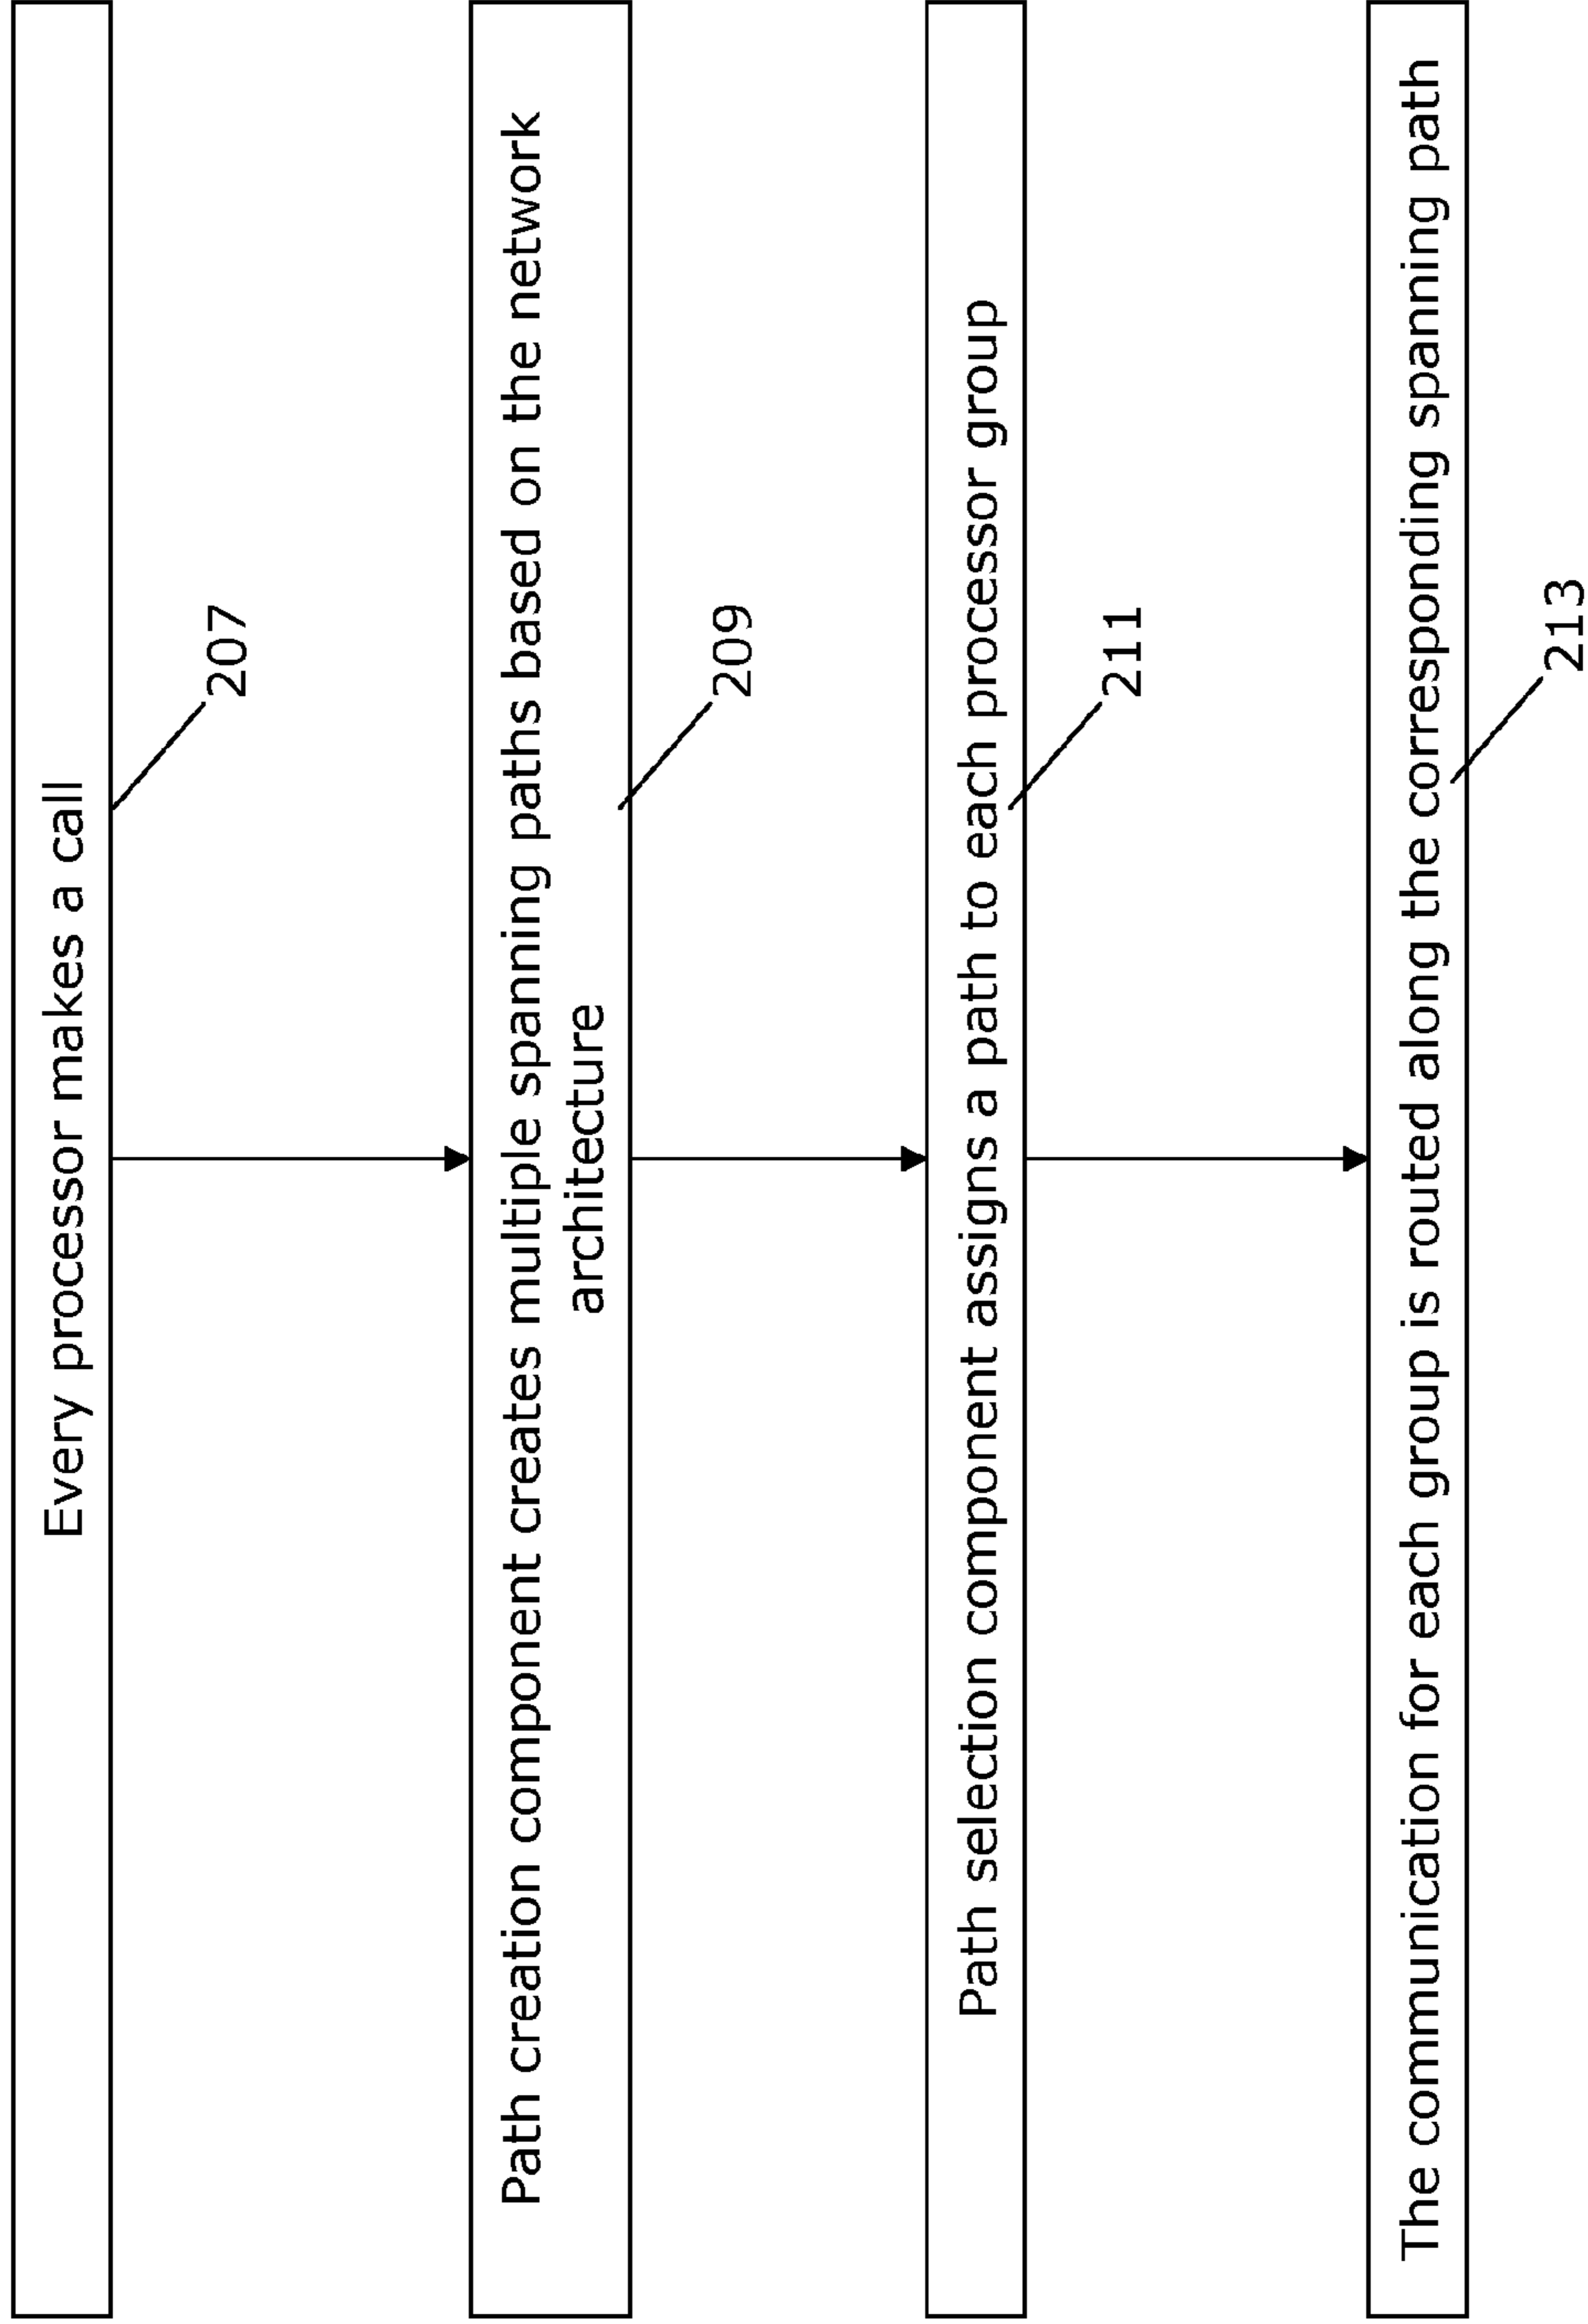 Every processor makes a call
207
Path creation component creates multiple spanning paths based on the network
architecture
209
Path selection component assigns a path to each processor group
211
The communication for each group is routed along the corresponding spanning path
213